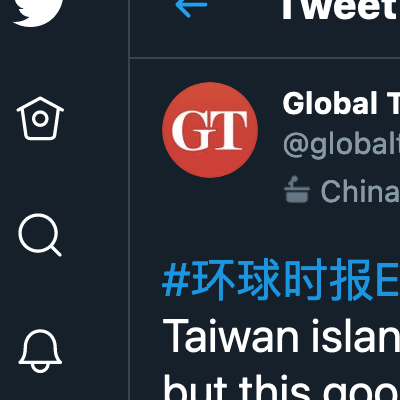 Tweet
Global T
GT
@globalt
China
#环球时报E
Taiwan islan
but this goo